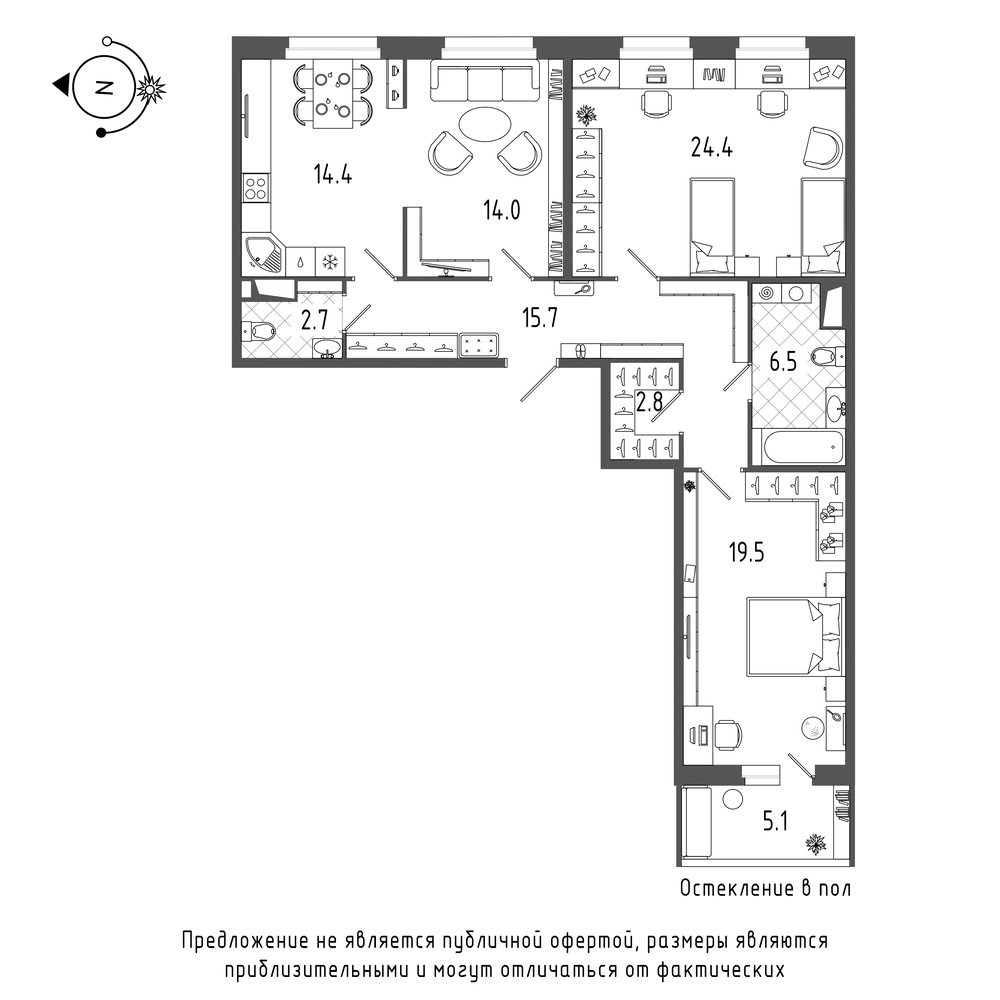 N
14.4
14.0
24.4
2.7
15.7
6.5
2.8
19.5
5.1
Остекление в пол
Предложение не является публичной офертой, размеры являются
приблизительными и могут отличаться от фактических